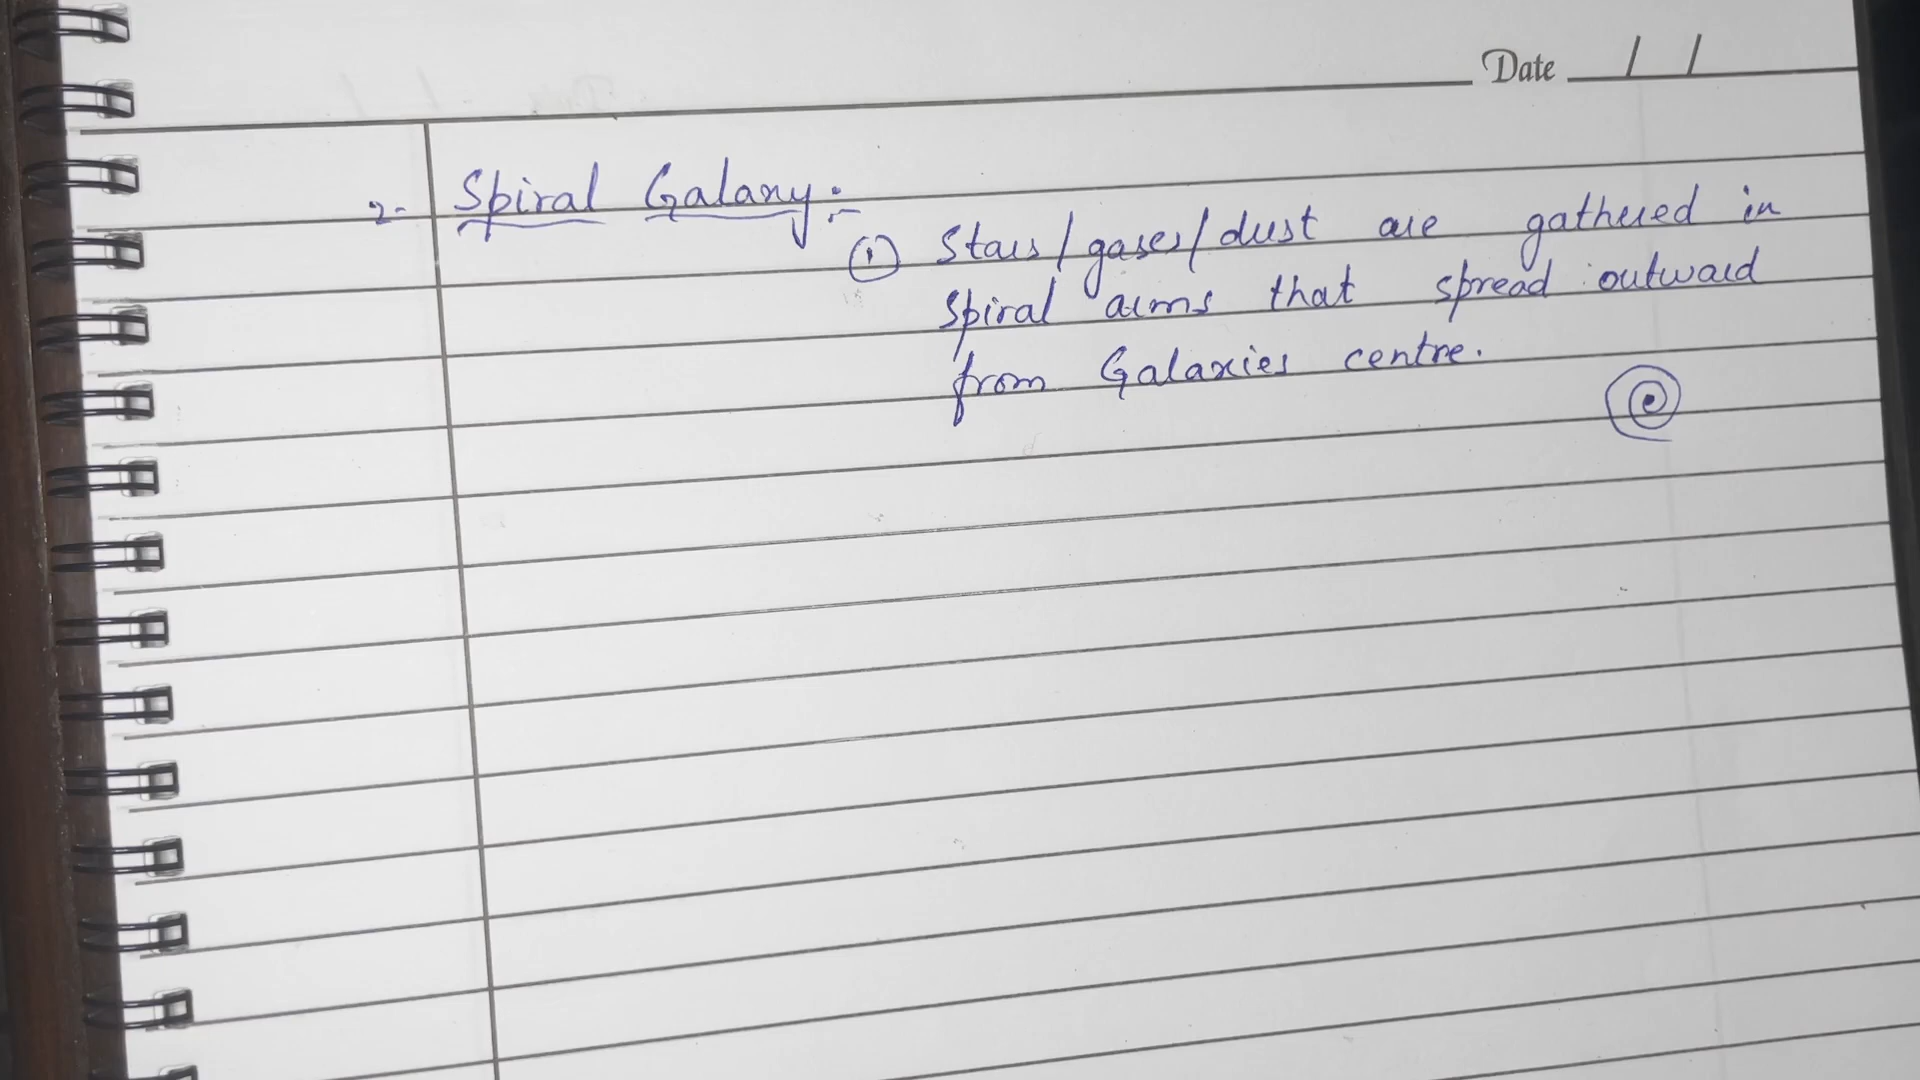 Date / /
2- Spiral Galaxy:-
① Stars/gases/dust are gathered in
Spiral arms that spread outward
from Galaxies centre.